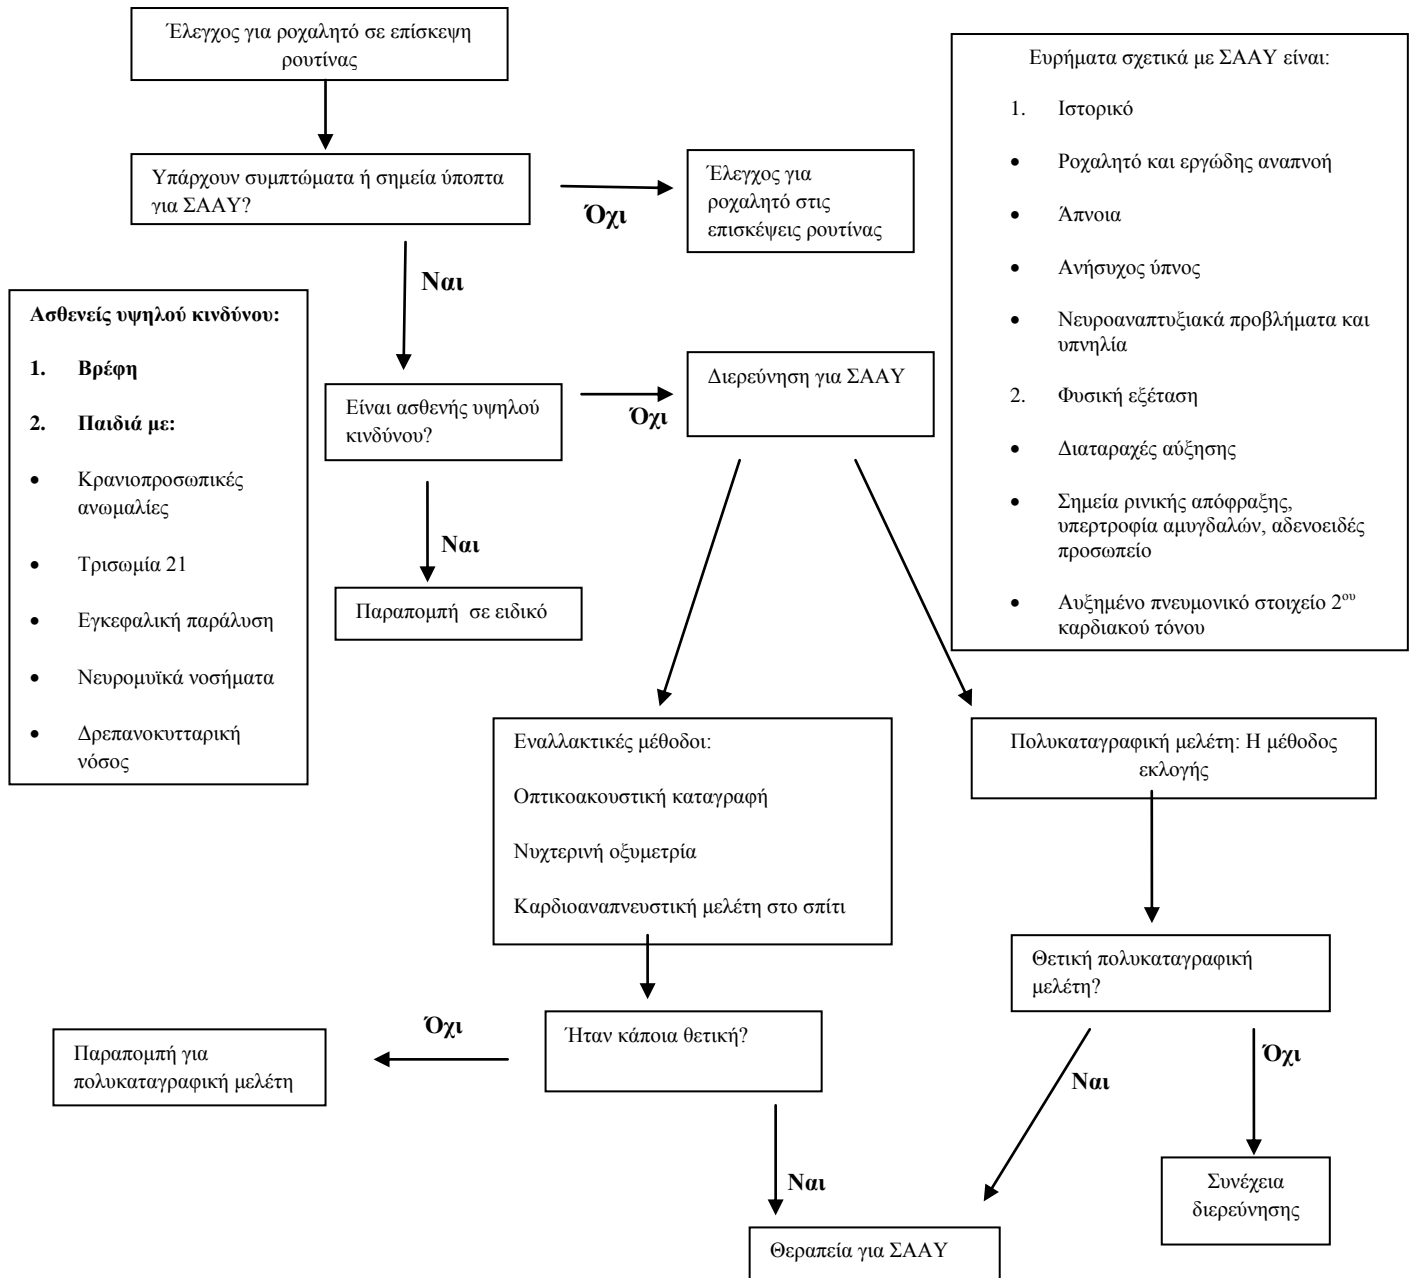 Έλεγχος για ροχαλητό σε επίσκεψη
ρουτίνας
Ευρήματα σχετικά με ΣΑΑΥ είναι:
1. Ιστορικό
• Ροχαλητό και εργώδης αναπνοή
• Άπνοια
• Ανήσυχος ύπνος
• Νευροαναπτυξιακά προβλήματα και
υπνηλία
2. Φυσική εξέταση
• Διαταραχές αύξησης
• Σημεία ρινικής απόφραξης,
υπερτροφία αμυγδαλών, αδενοειδές
προσωπείο
• Αυξημένο πνευμονικό στοιχείο 2ου
καρδιακού τόνου
Υπάρχουν συμπτώματα ή σημεία ύποπτα
για ΣΑΑΥ?
Όχι
Έλεγχος για
ροχαλητό στις
επισκέψεις ρουτίνας
Ναι
Ασθενείς υψηλού κινδύνου:
1. Βρέφη
2. Παιδιά με:
• Κρανιοπροσωπικές
ανωμαλίες
• Τρισωμία 21
• Εγκεφαλική παράλυση
• Νευρομυϊκά νοσήματα
• Δρεπανοκυτταρική
νόσος
Είναι ασθενής υψηλού
κινδύνου?
Όχι
Διερεύνηση για ΣΑΑΥ
Ναι
Παραπομπή σε ειδικό
Εναλλακτικές μέθοδοι:
Οπτικοακουστική καταγραφή
Νυχτερινή οξυμετρία
Καρδιοαναπνευστική μελέτη στο σπίτι
Πολυκαταγραφική μελέτη: Η μέθοδος
εκλογής
Θετική πολυκαταγραφική
μελέτη?
Ήταν κάποια θετική?
Όχι
Παραπομπή για
πολυκαταγραφική μελέτη
Ναι
Ναι
Όχι
Συνέχεια
διερεύνησης
Θεραπεία για ΣΑΑΥ